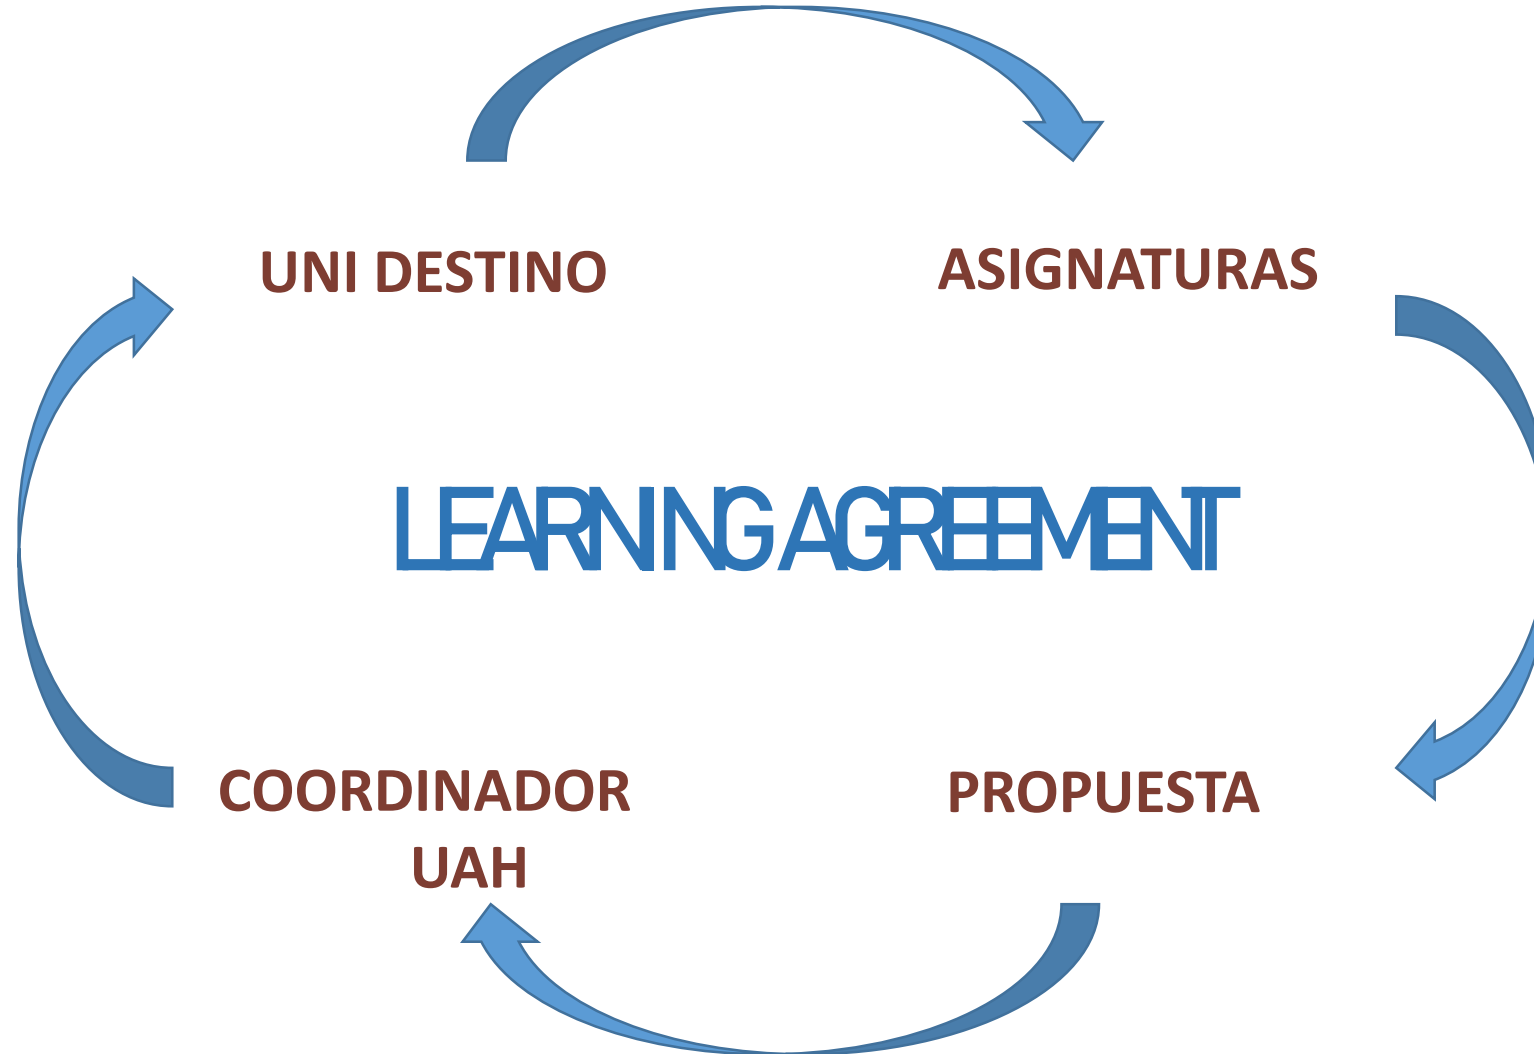 UNI DESTINO
ASIGNATURAS
LEARNING AGREEMENT
COORDINADOR
UAH
PROPUESTA